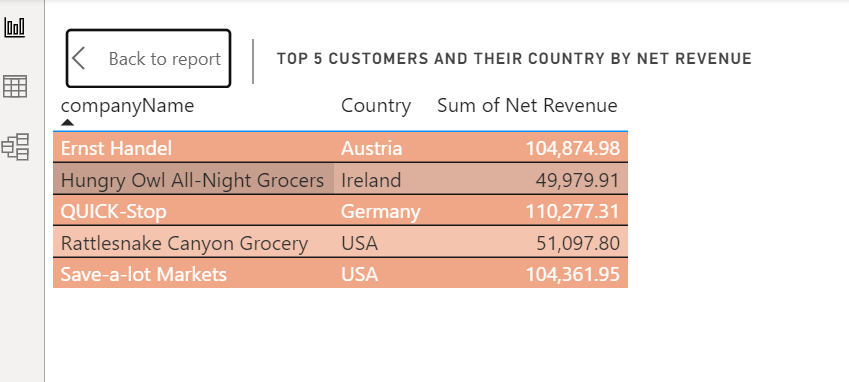 Back to report
TOP 5 CUSTOMERS AND THEIR COUNTRY BY NET REVENUE
companyName Country Sum of Net Revenue
Ernst Handel Austria 104,874.98
Hungry Owl All-Night Grocers Ireland 49,979.91
QUICK-Stop Germany 110,277.31
Rattlesnake Canyon Grocery USA 51,097.80
Save-a-lot Markets USA 104,361.95